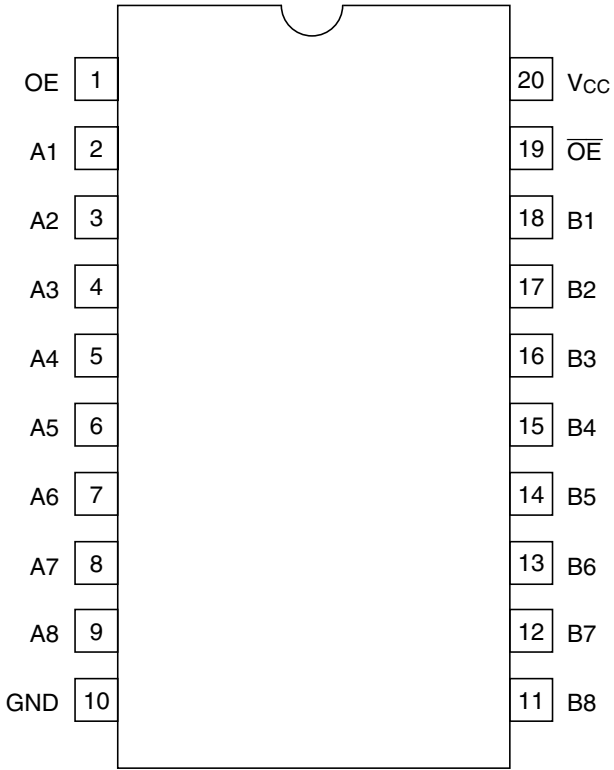 OE 1 20 VCC
A1 2 19 O̅E̅
A2 3 18 B1
A3 4 17 B2
A4 5 16 B3
A5 6 15 B4
A6 7 14 B5
A7 8 13 B6
A8 9 12 B7
GND 10 11 B8